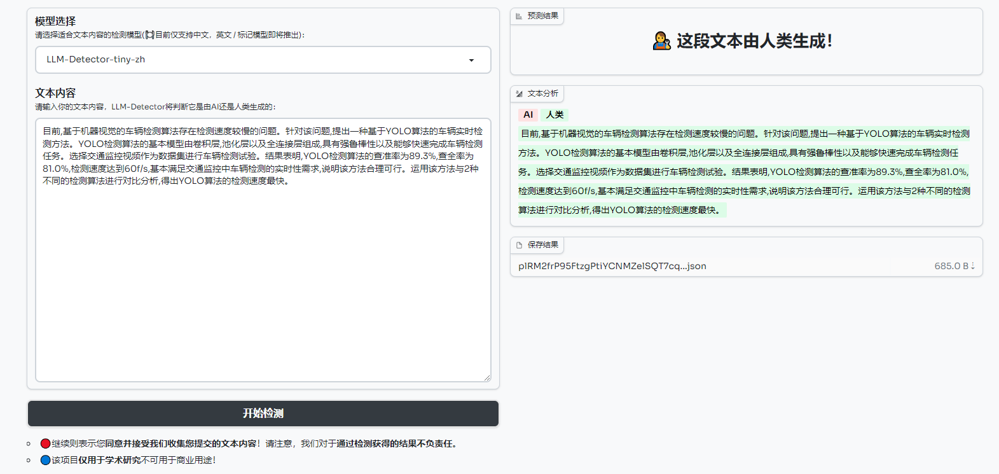 模型选择
请选择适合文本内容的检测模型(目前仅支持中文，英文 / 标记模型即将推出)：
LLM-Detector-tiny-zh
文本内容
请输入你的文本内容，LLM-Detector将判断它是由AI还是人类生成的：
目前,基于机器视觉的车辆检测算法存在检测速度较慢的问题。针对该问题,提出一种基于YOLO算法的车辆实时检
测方法。YOLO检测算法的基本模型由卷积层,池化层以及全连接层组成,具有强鲁棒性以及能够快速完成车辆检测
任务。选择交通监控视频作为数据集进行车辆检测试验。结果表明,YOLO检测算法的查准率为89.3%,查全率为
81.0%,检测速度达到60f/s,基本满足交通监控中车辆检测的实时性需求,说明该方法合理可行。运用该方法与2种
不同的检测算法进行对比分析,得出YOLO算法的检测速度最快。
开始检测
继续则表示您同意并接受我们收集您提交的文本内容！请注意，我们对于通过检测获得的结果不负责任。
该项目仅用于学术研究不可用于商业用途！
预测结果
这段文本由人类生成！
文本分析
AI 人类
目前,基于机器视觉的车辆检测算法存在检测速度较慢的问题。针对该问题,提出一种基于YOLO算法的车辆实时检测
方法。YOLO检测算法的基本模型由卷积层,池化层以及全连接层组成,具有强鲁棒性以及能够快速完成车辆检测任
务。选择交通监控视频作为数据集进行车辆检测试验。结果表明,YOLO检测算法的查准率为89.3%,查全率为81.0%,
检测速度达到60f/s,基本满足交通监控中车辆检测的实时性需求,说明该方法合理可行。运用该方法与2种不同的检测
算法进行对比分析,得出YOLO算法的检测速度最快。
保存结果
plRM2frP95FtzgPtiYCNMZelSQT7cq...json 685.0 B ⇣